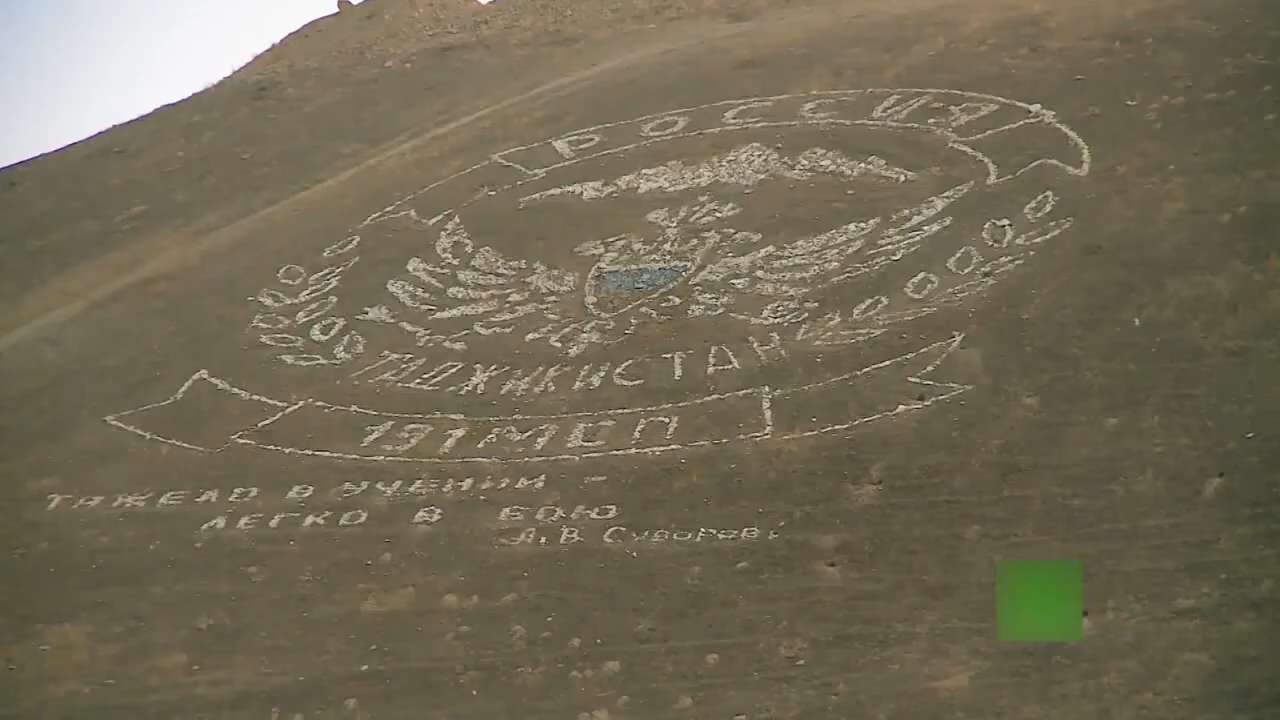 РОССИЯ
ТАДЖИКИСТАН
191 МСП
ТЯЖЕЛО В УЧЕНИИ -
ЛЕГКО В БОЮ
А.В. Суворов